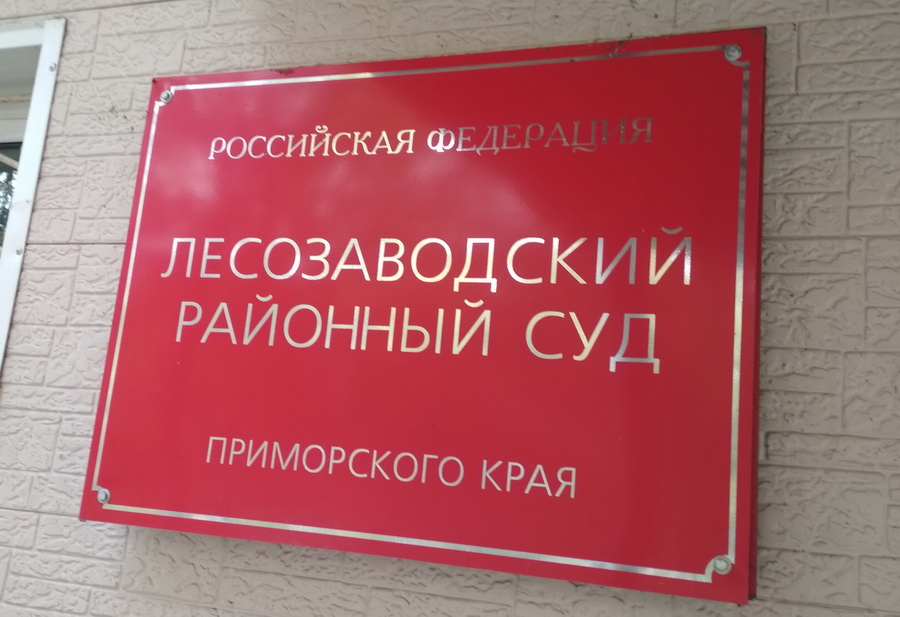 РОССИЙСКАЯ ФЕДЕРАЦИЯ
ЛЕСОЗАВОДСКИЙ
РАЙОННЫЙ СУД
ПРИМОРСКОГО КРАЯ